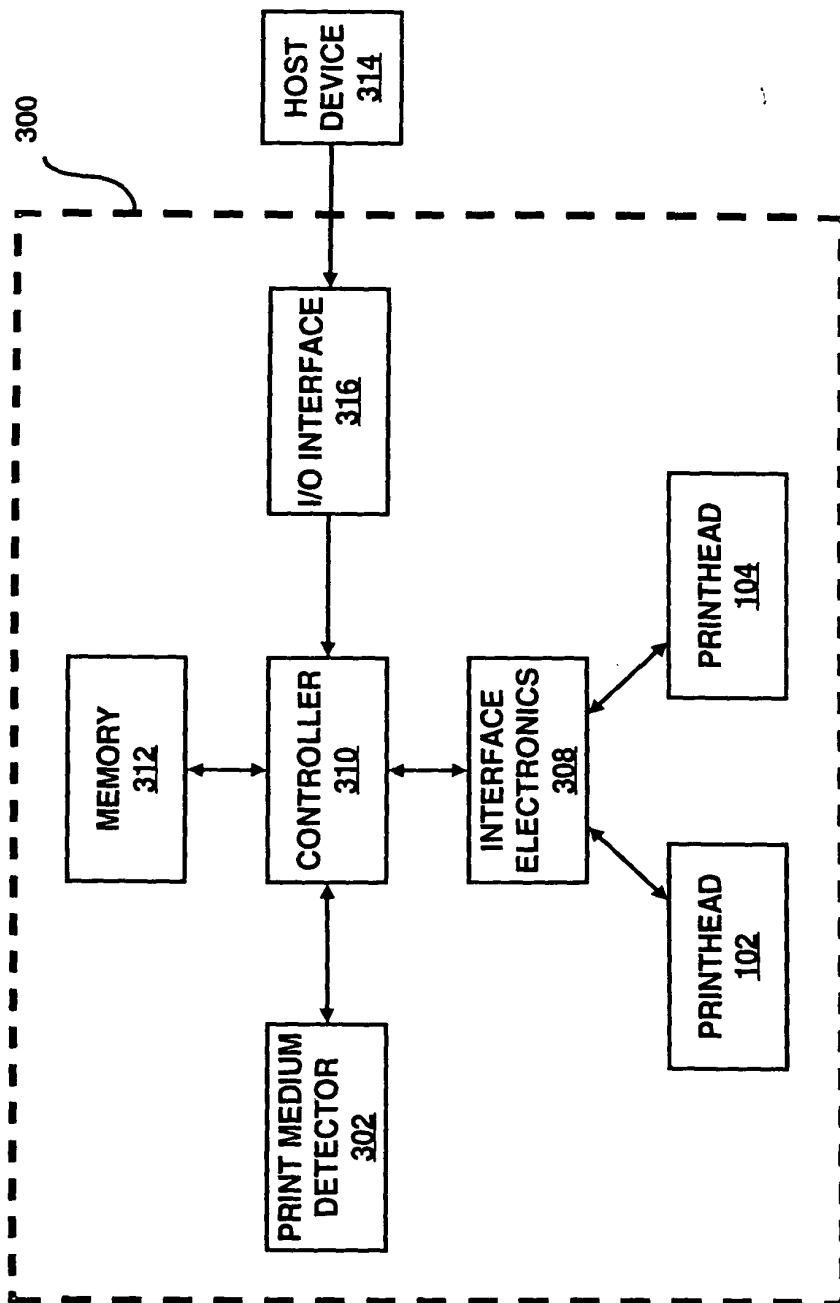 300
HOST
DEVICE
314
I/O INTERFACE
316
MEMORY
312
CONTROLLER
310
PRINT MEDIUM
DETECTOR
302
INTERFACE
ELECTRONICS
308
PRINTHEAD
102
PRINTHEAD
104